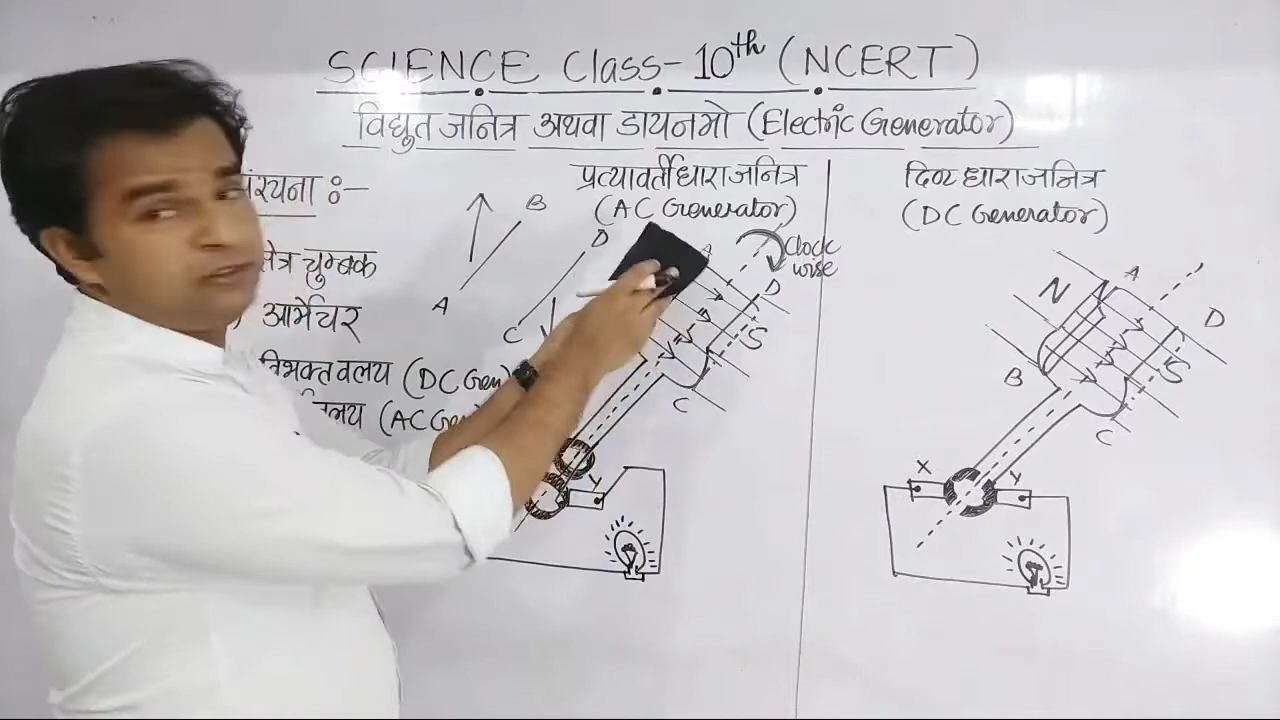 SCIENCE Class- 10th (NCERT)
विद्युत जनित्र अथवा डायनमो (Electric Generator)
संरचना :-
क्षेत्र चुम्बक
आर्मेचर
विभक्त वलय (DC Gen)
वलय (AC Gen)
B
D
A
C
प्रत्यावर्ती धारा जनित्र
(AC Generator)
A
Clock
wise
D
S
C
Y
दिष्ट धारा जनित्र
(DC Generator)
N
A
D
B
S
C
X
Y